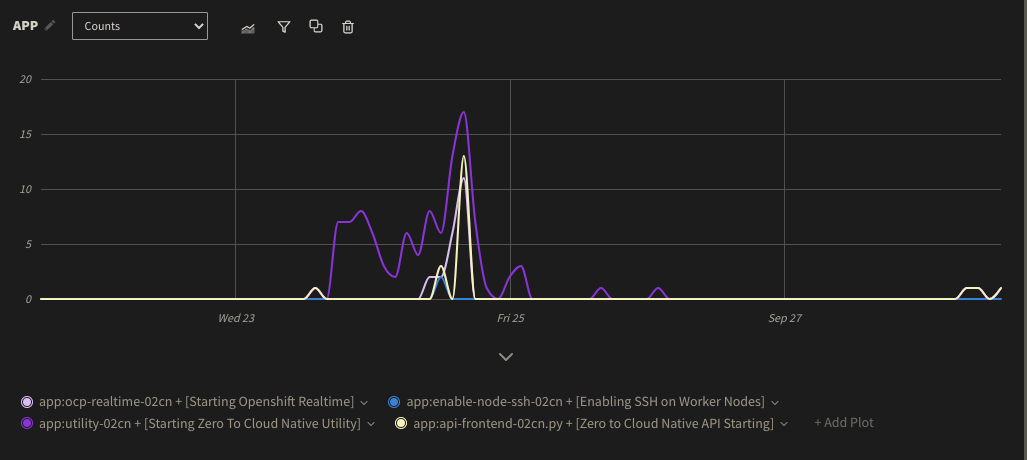 APP Counts
20
15
10
5
0
Wed 23 Fri 25 Sep 27
app:ocp-realtime-02cn + [Starting Openshift Realtime] app:enable-node-ssh-02cn + [Enabling SSH on Worker Nodes]
app:utility-02cn + [Starting Zero To Cloud Native Utility] app:api-frontend-02cn.py + [Zero to Cloud Native API Starting] + Add Plot